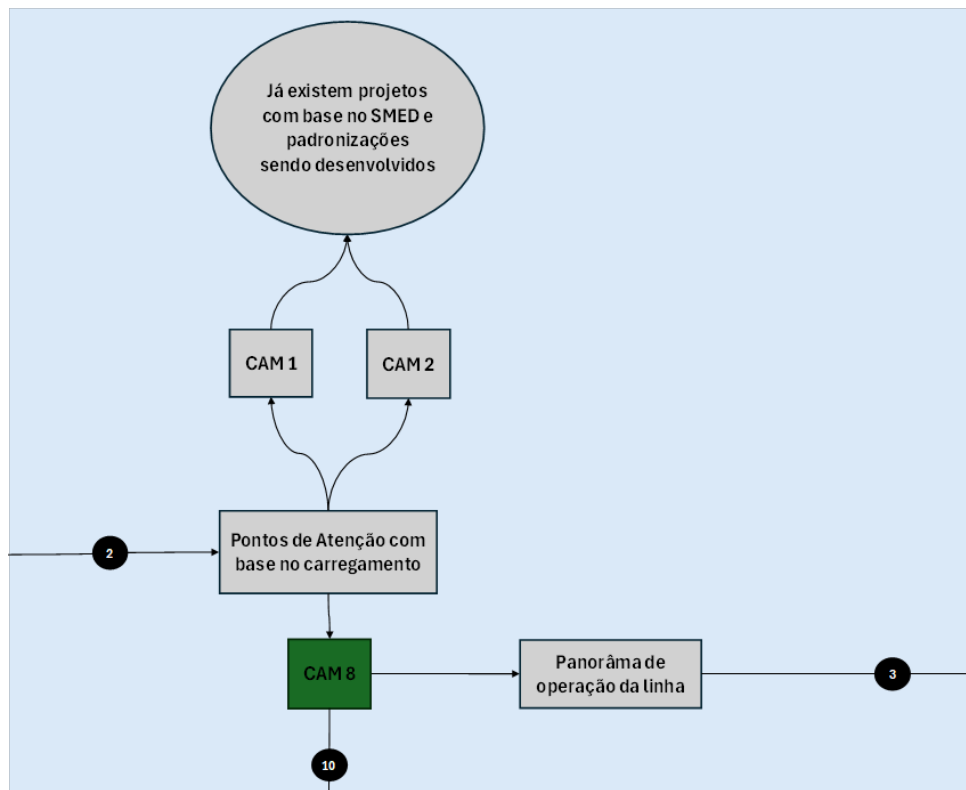 Já existem projetos
com base no SMED e
padronizações
sendo desenvolvidos
CAM 1
CAM 2
Pontos de Atenção com
base no carregamento
2
CAM 8
Panorâma de
operação da linha
3
10